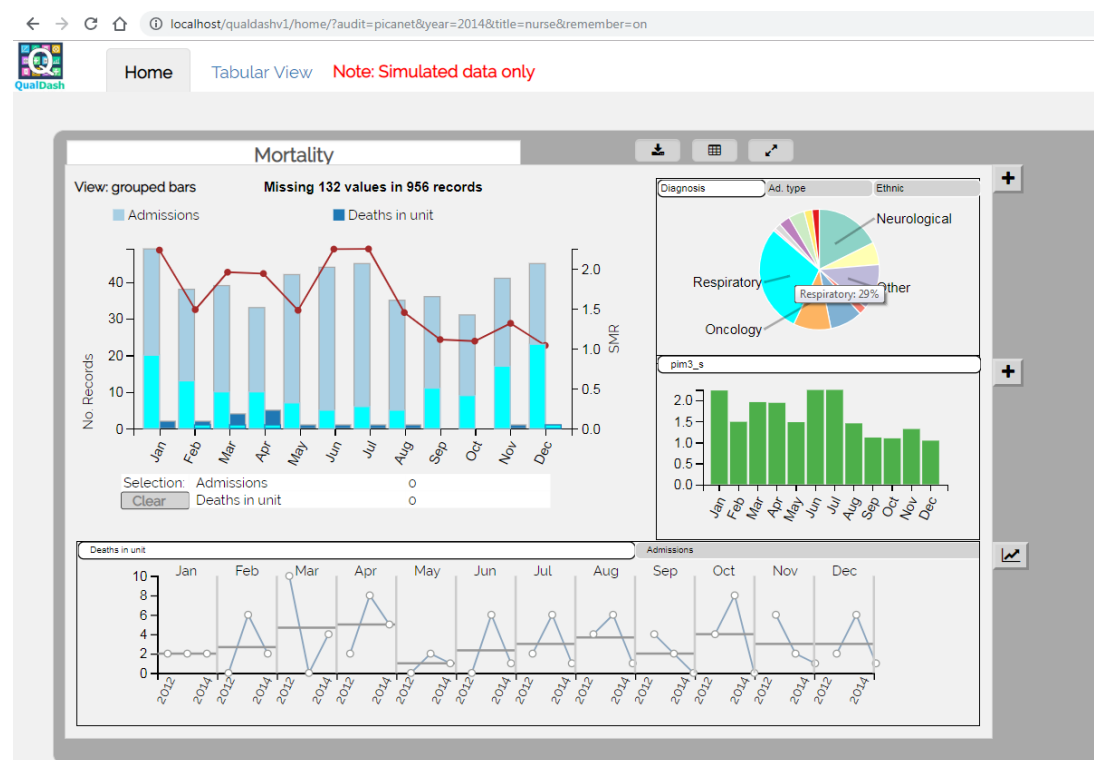 localhost/qualdashv1/home/?audit=picanet&year=2014&title=nurse&remember=on
QualDash
Home
Tabular View
Note: Simulated data only
Mortality
View: grouped bars
Missing 132 values in 956 records
Admissions
Deaths in unit
No. Records
40
30
20
10
0
2.0
1.5
1.0
0.5
0.0
SMR
Jan Feb Mar Apr May Jun Jul Aug Sep Oct Nov Dec
Selection: Admissions 0
Clear Deaths in unit 0
Diagnosis
Ad. type
Ethnic
Neurological
Respiratory
Respiratory: 29%
Other
Oncology
pim3_s
2.0
1.5
1.0
0.5
0.0
Jan Feb Mar Apr May Jun Jul Aug Sep Oct Nov Dec
Deaths in unit
Admissions
Jan Feb Mar Apr May Jun Jul Aug Sep Oct Nov Dec
10
8
6
4
2
0
2012 2014 2012 2014 2012 2014 2012 2014 2012 2014 2012 2014 2012 2014 2012 2014 2012 2014 2012 2014 2012 2014 2012 2014